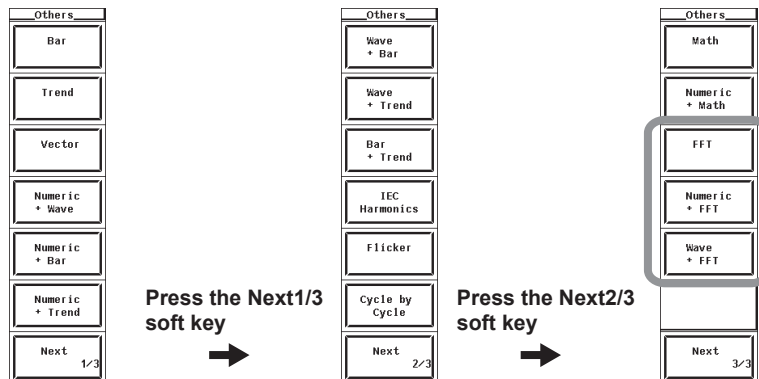 Others
Bar
Trend
Vector
Numeric
+ Wave
Numeric
+ Bar
Numeric
+ Trend
Next
1/3
Press the Next1/3
soft key
Others
Wave
+ Bar
Wave
+ Trend
Bar
+ Trend
IEC
Harmonics
Flicker
Cycle by
Cycle
Next
2/3
Press the Next2/3
soft key
Others
Math
Numeric
+ Math
FFT
Numeric
+ FFT
Wave
+ FFT
Next
3/3